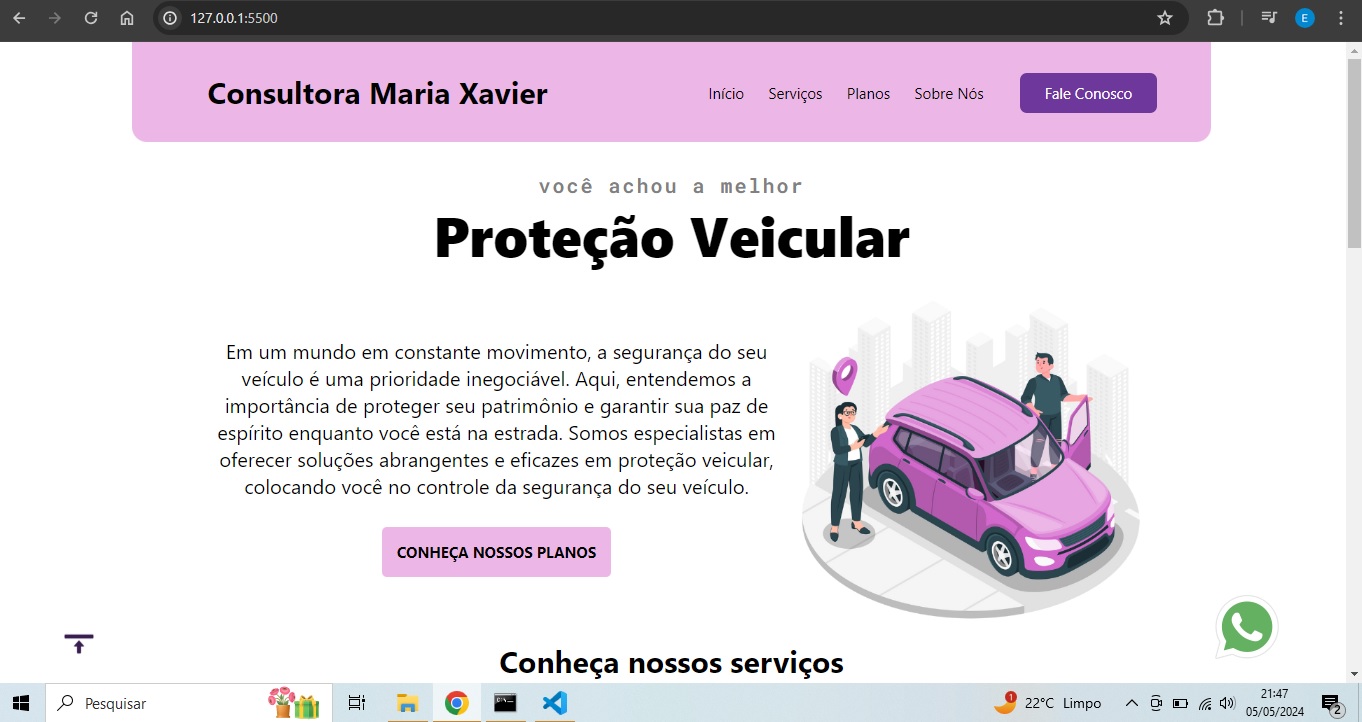 127.0.0.1:5500
E
Consultora Maria Xavier
Início
Serviços
Planos
Sobre Nós
Fale Conosco
você achou a melhor
Proteção Veicular
Em um mundo em constante movimento, a segurança do seu
veículo é uma prioridade inegociável. Aqui, entendemos a
importância de proteger seu patrimônio e garantir sua paz de
espírito enquanto você está na estrada. Somos especialistas em
oferecer soluções abrangentes e eficazes em proteção veicular,
colocando você no controle da segurança do seu veículo.
CONHEÇA NOSSOS PLANOS
Conheça nossos serviços
Pesquisar
1
22°C Limpo
21:47
05/05/2024
2